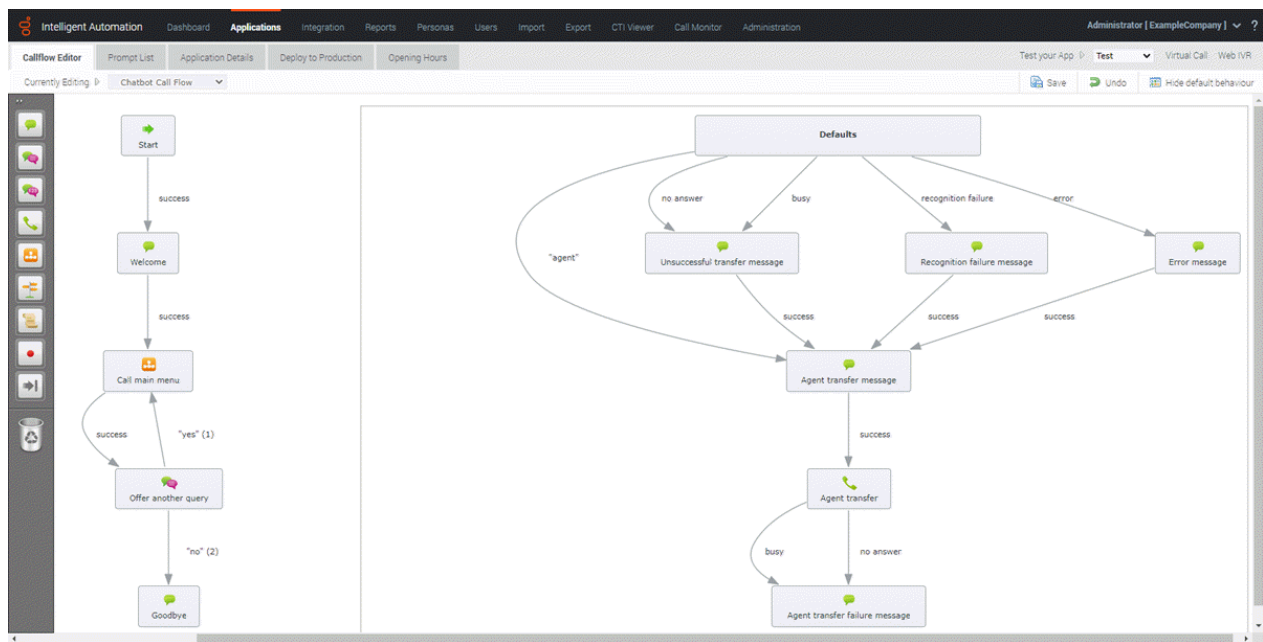 Intelligent Automation Dashboard Applications Integration Reports Personas Users Import Export CTI Viewer Call Monitor Administration Administrator [ ExampleCompany ] ?
Callflow Editor Prompt List Application Details Deploy to Production Opening Hours Test your App Test Virtual Call Web IVR
Currently Editing Chatbot Call Flow Save Undo Hide default behaviour
Start
success
Welcome
success
Call main menu
success "yes" (1)
Offer another query
"no" (2)
Goodbye
Defaults
no answer busy recognition failure error
"agent"
Unsuccessful transfer message Recognition failure message Error message
success success success
Agent transfer message
success
Agent transfer
busy no answer
Agent transfer failure message